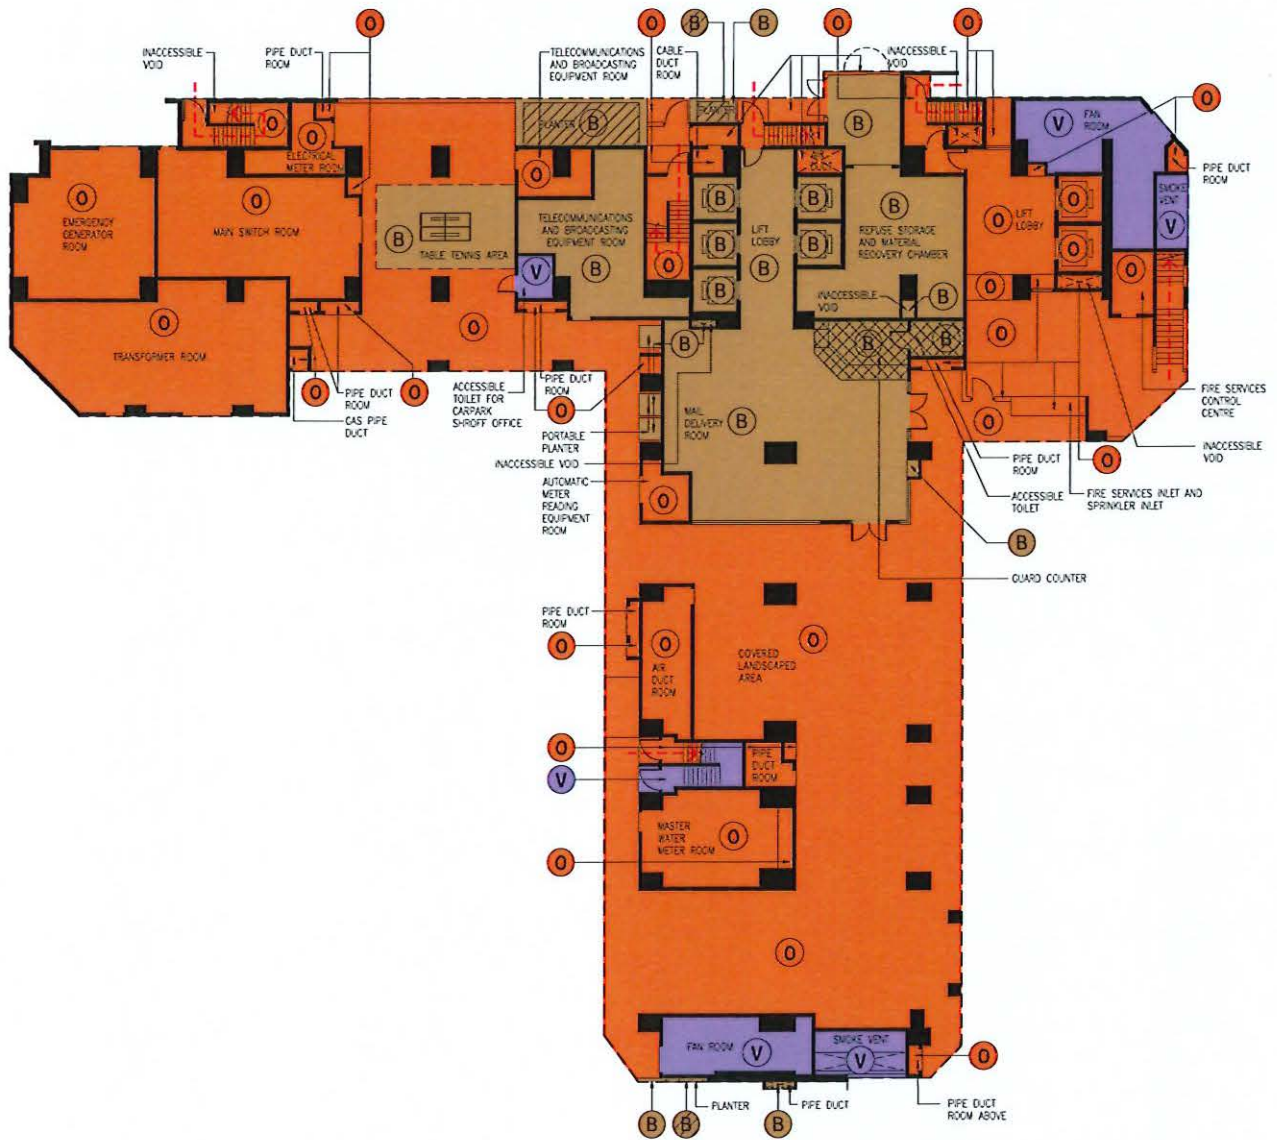 O
B
B
O
O
INACCESSIBLE
VOID
PIPE DUCT
ROOM
TELECOMMUNICATIONS
AND BROADCASTING
EQUIPMENT ROOM
CABLE
DUCT
ROOM
INACCESSIBLE
VOID
O
O
PLANTER
B
PLANTER
B
V
FAN
ROOM
ELECTRICAL
METER ROOM
AIR
DUCT
PIPE DUCT
ROOM
O
O
O
B
B
B
O
SMOKE
VENT
V
EMERGENCY
GENERATOR
ROOM
MAIN SWITCH ROOM
B
TABLE TENNIS AREA
TELECOMMUNICATIONS
AND BROADCASTING
EQUIPMENT ROOM
B
O
B
LIFT
LOBBY
B
B
REFUSE STORAGE
AND MATERIAL
RECOVERY CHAMBER
O
LIFT
LOBBY
O
V
B
INACCESSIBLE
VOID
B
O
O
O
TRANSFORMER ROOM
O
B
B
B
O
O
O
PIPE DUCT
ROOM
GAS PIPE
DUCT
ACCESSIBLE
TOILET FOR
CARPARK
SHROFF OFFICE
PIPE DUCT
ROOM
O
PORTABLE
PLANTER
MAIL
DELIVERY
ROOM
B
O
FIRE SERVICES
CONTROL
CENTRE
INACCESSIBLE
VOID
INACCESSIBLE VOID
PIPE DUCT
ROOM
O
AUTOMATIC
METER
READING
EQUIPMENT
ROOM
O
ACCESSIBLE
TOILET
FIRE SERVICES INLET AND
SPRINKLER INLET
B
GUARD COUNTER
PIPE DUCT
ROOM
O
O
AIR
DUCT
ROOM
COVERED
LANDSCAPED
AREA
O
O
V
PIPE
DUCT
ROOM
MASTER
WATER
METER ROOM
O
O
O
FAN ROOM
V
SMOKE VENT
V
O
B
B
PLANTER
B
PIPE DUCT
PIPE DUCT
ROOM ABOVE